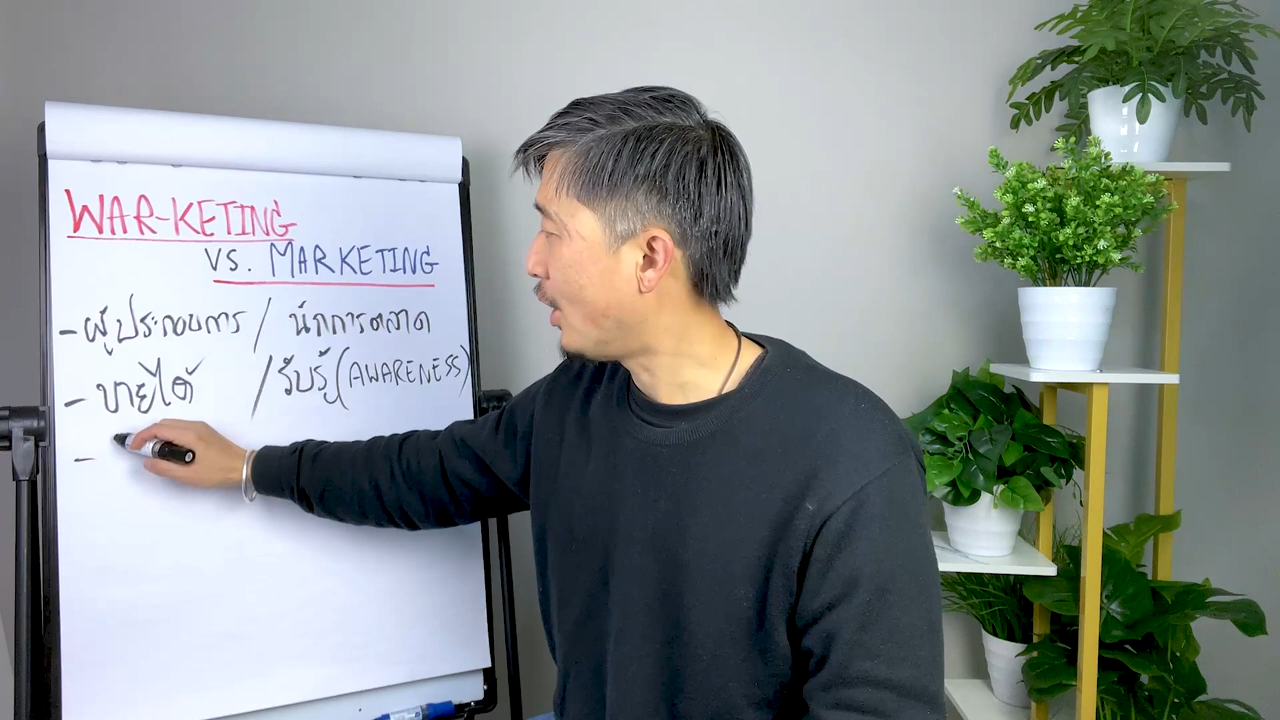 WAR-KETING
VS. MARKETING
- ผู้ประกอบการ / นักการตลาด
- ขายได้ / รับรู้ (AWARENESS)
-